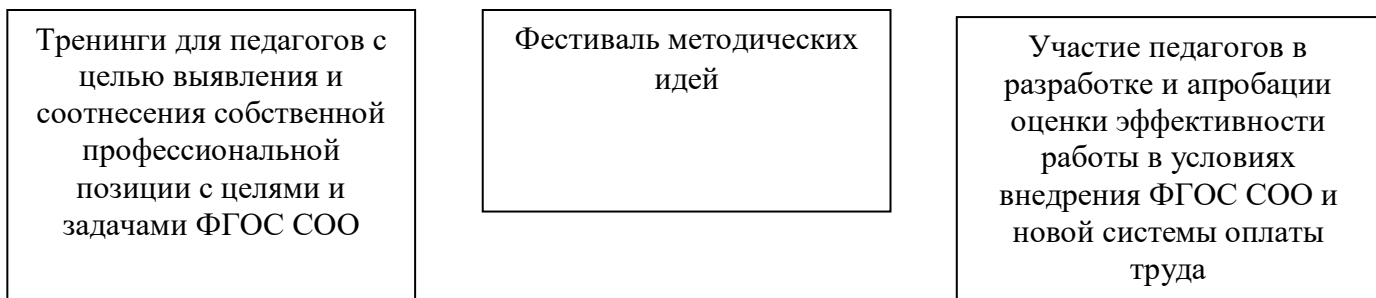 Тренинги для педагогов с
целью выявления и
соотнесения собственной
профессиональной
позиции с целями и
задачами ФГОС СОО
Фестиваль методических
идей
Участие педагогов в
разработке и апробации
оценки эффективности
работы в условиях
внедрения ФГОС СОО и
новой системы оплаты
труда